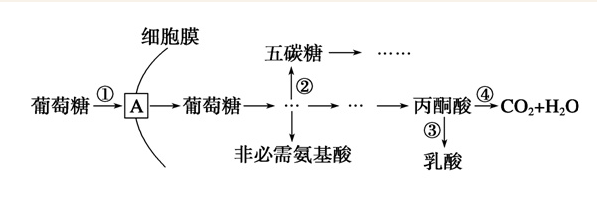 细胞膜
五碳糖 → ……
① ②
葡萄糖 → A → 葡萄糖 → … → … → 丙酮酸 ④ → CO₂+H₂O
③
非必需氨基酸
乳酸